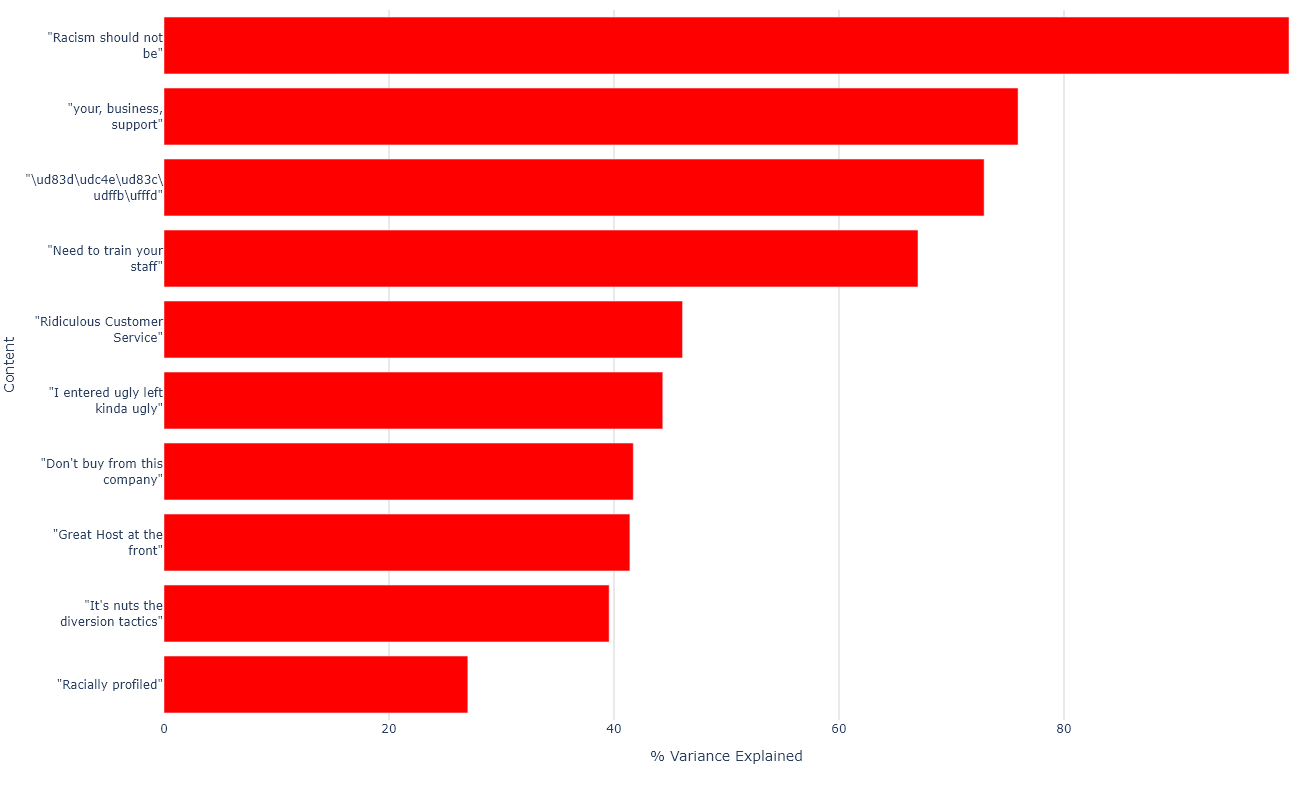 "Racism should not
be"
"your, business,
support"
"\ud83d\udc4e\ud83c\
udffb\ufffd"
"Need to train your
staff"
"Ridiculous Customer
Service"
"I entered ugly left
kinda ugly"
"Don't buy from this
company"
"Great Host at the
front"
"It's nuts the
diversion tactics"
"Racially profiled"
Content
0 20 40 60 80
% Variance Explained